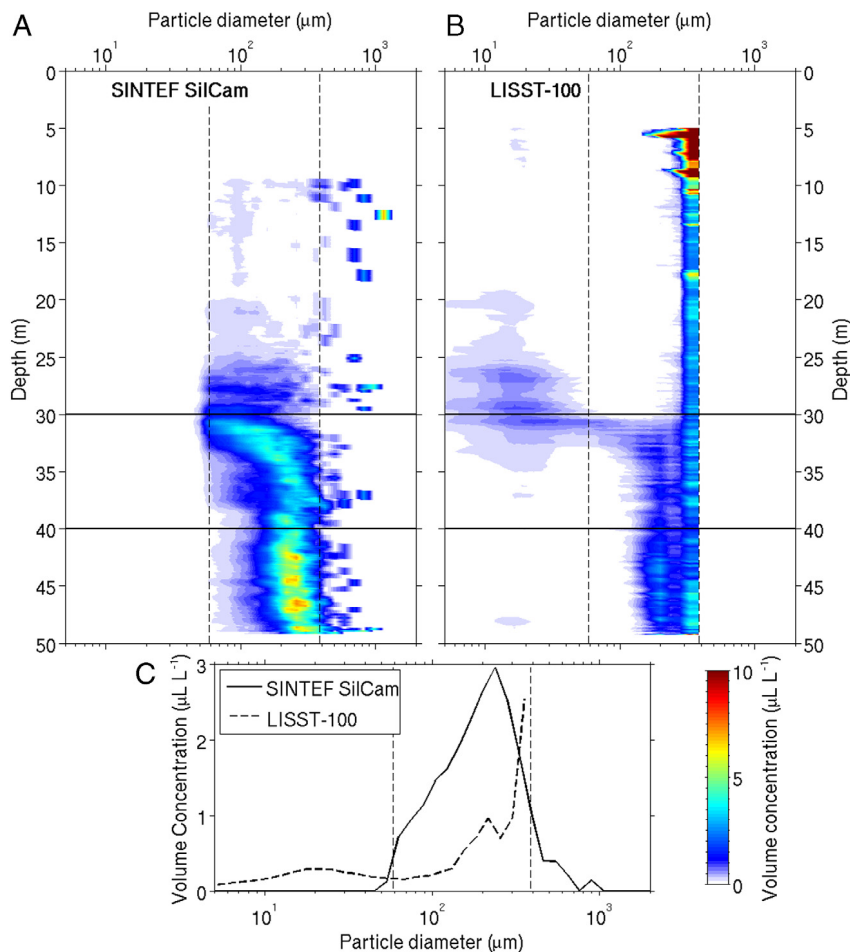 A
Particle diameter (μm)
B
Particle diameter (μm)
10¹ 10² 10³ 10¹ 10² 10³
0 SINTEF SilCam LISST-100 0
5 5
10 10
15 15
20 20
25 25
30 30
35 35
40 40
45 45
50 50
Depth (m)
Depth (m)
C
3
2
1
0
Volume Concentration (μL L⁻¹)
SINTEF SilCam
LISST-100
10¹ 10² 10³
Particle diameter (μm)
10
5
0
Volume concentration (μL L⁻¹)